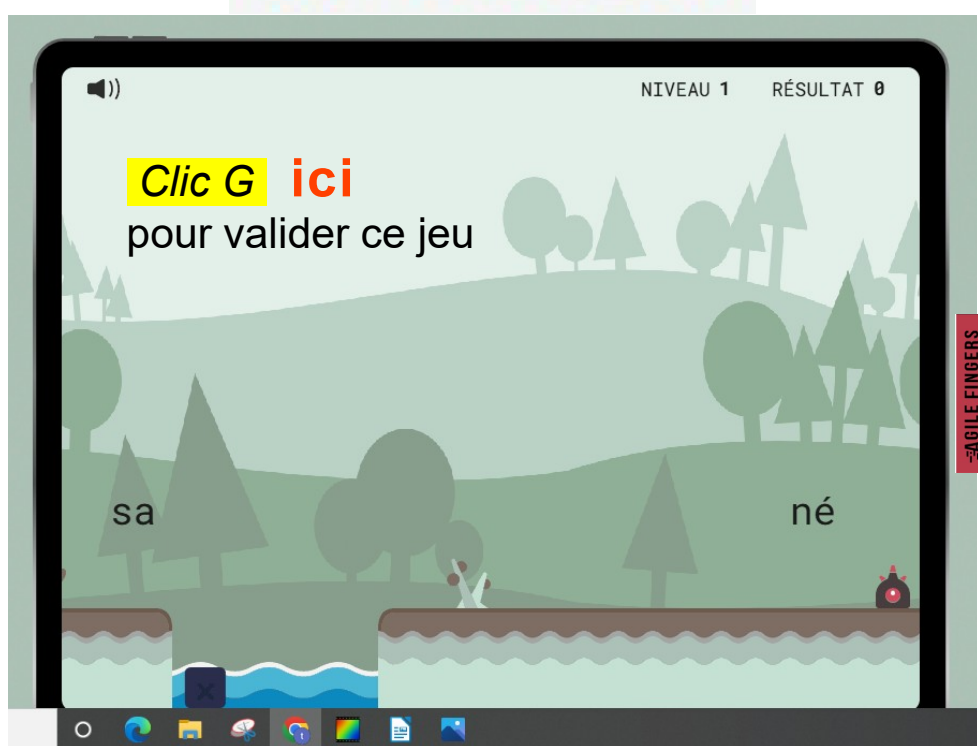 NIVEAU 1 RÉSULTAT 0
Clic G ici
pour valider ce jeu
AGILE FINGERS
sa né
x